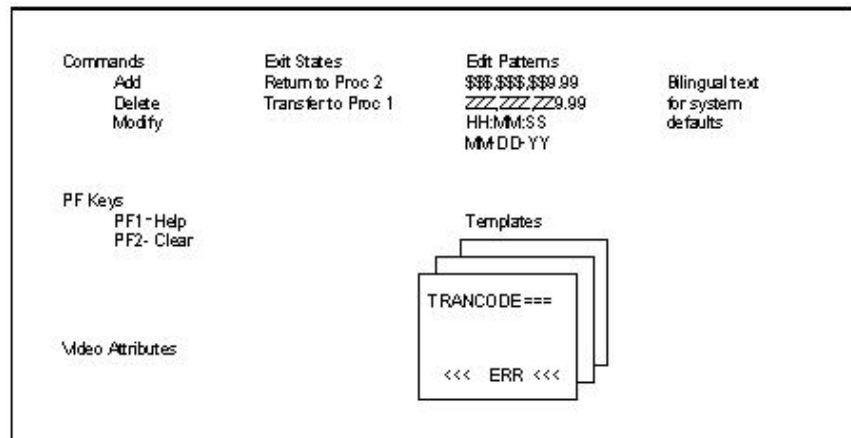 Commands
Add
Delete
Modify
Exit States
Return to Proc 2
Transfer to Proc 1
Edit Patterns
$$$,$$$,$$9.99
ZZZ,ZZZ,ZZ9.99
HH:MM:SS
MM-DD-YY
Bilingual text
for system
defaults
PF Keys
PF1-Help
PF2- Clear
Templates
TRANCODE===
<<< ERR <<<
Video Attributes